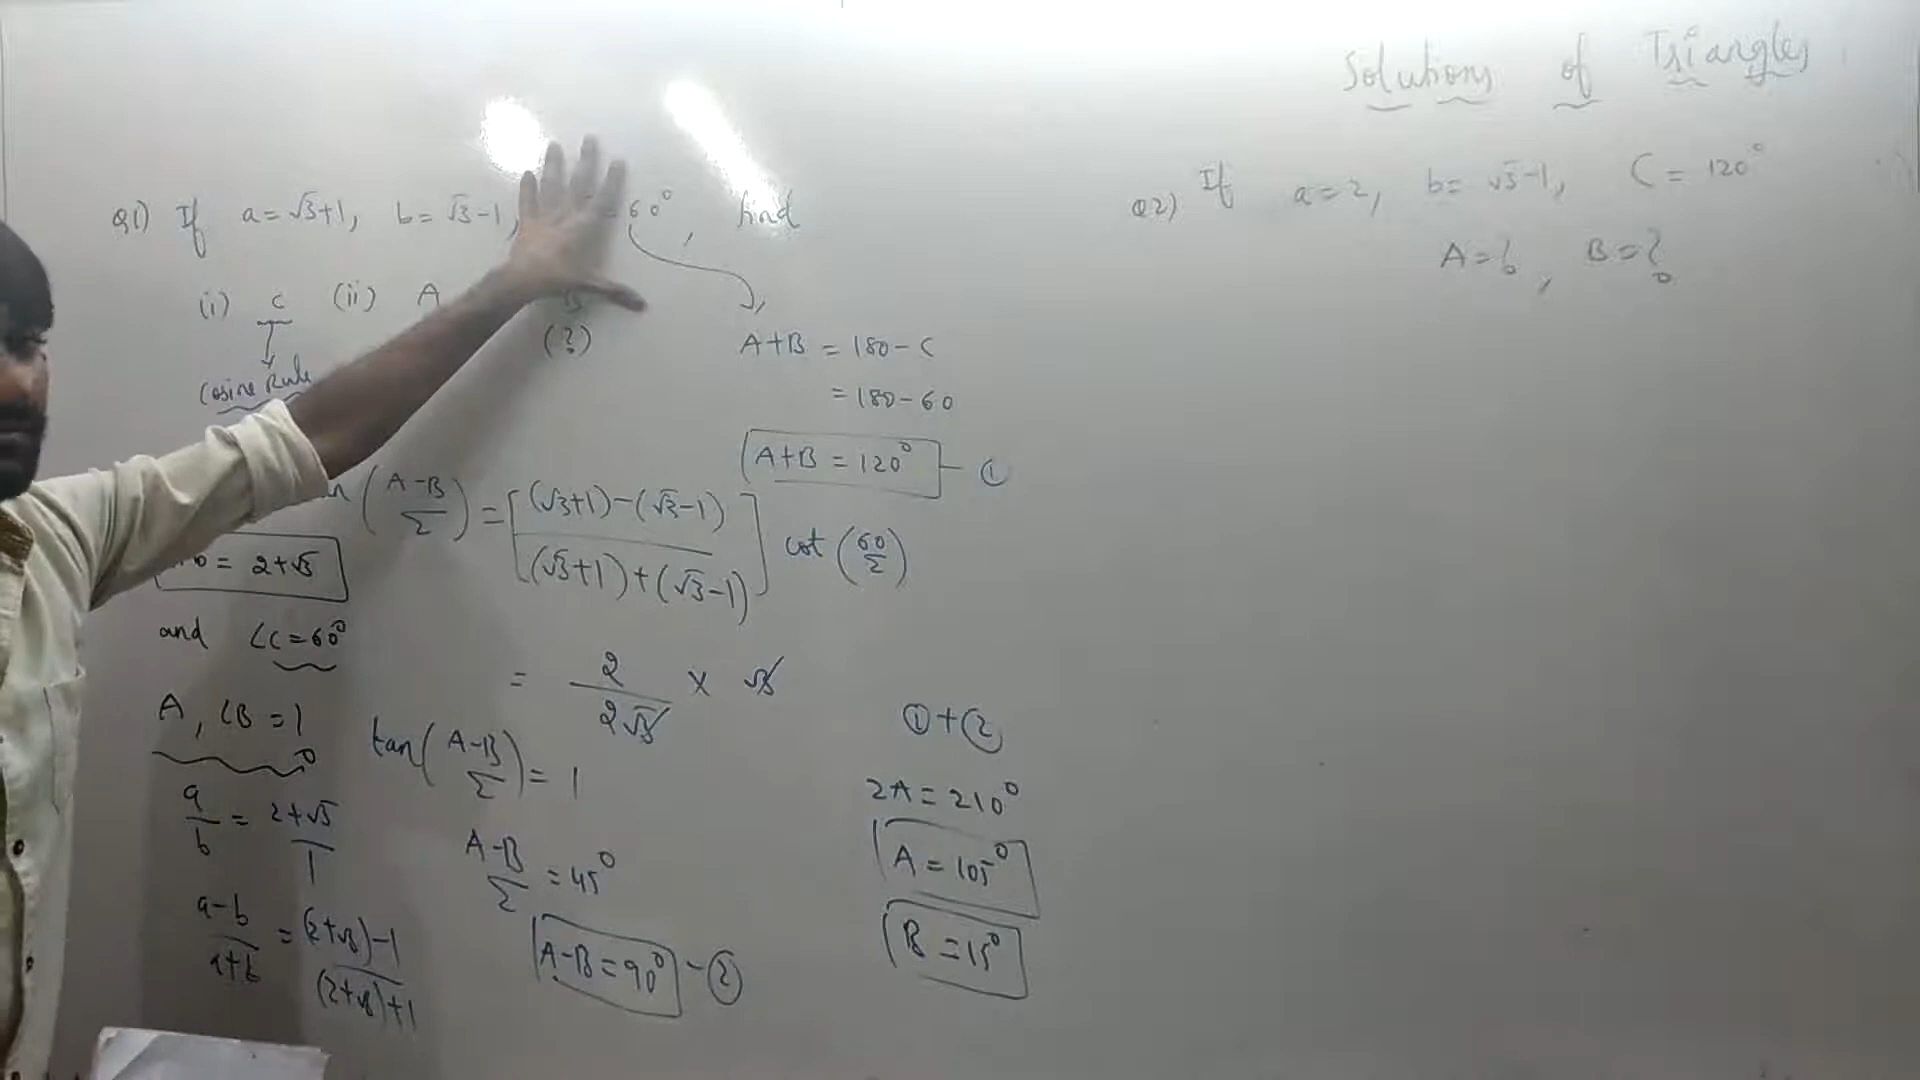 Solutions of Triangles
Q1) If a=√3+1, b=√3-1, =60°, find
(i) c (ii) A B
(?)
Cosine Rule
A+B = 180-C
= 180-60
A+B = 120° - ①
(A-B/2) = [(√3+1)-(√3-1)/(√3+1)+(√3-1)] cot (60/2)
= 2+√3
and ∠C=60°
= 2/2√3 × √3
A, ∠B = ?
tan(A-B/2) = 1
a/b = 2+√3/1
A-B/2 = 45°
a-b/a+b = (2+√3)-1/(2+√3)+1
A-B=90° - ②
①+②
2A = 210°
A = 105°
B = 15°
Q2) If a=2, b=√3-1, C=120°
A=?, B=?